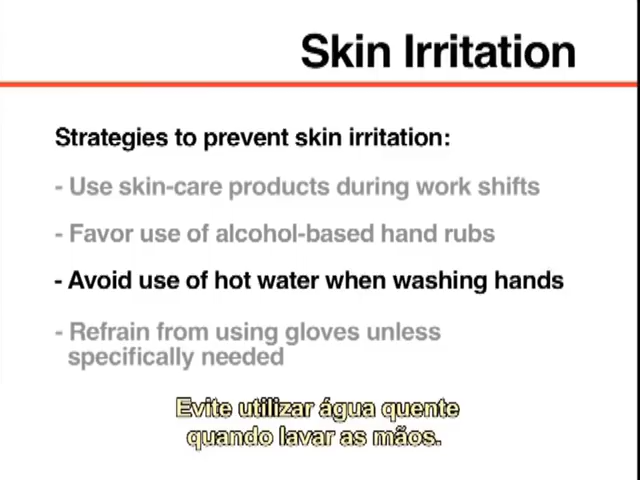 Skin Irritation
Strategies to prevent skin irritation:
- Use skin-care products during work shifts
- Favor use of alcohol-based hand rubs
- Avoid use of hot water when washing hands
- Refrain from using gloves unless
specifically needed
Evite utilizar água quente
quando lavar as mãos.